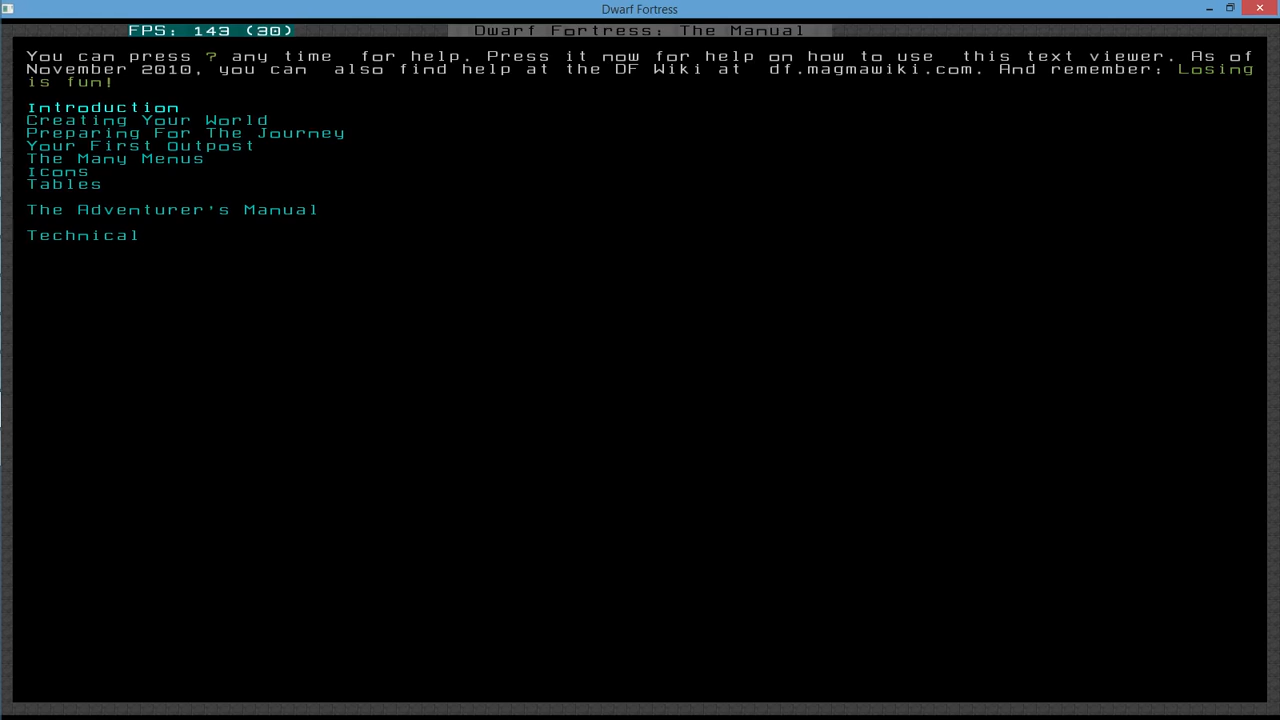 Dwarf Fortress
FPS: 143 (30)
Dwarf Fortress: The Manual
You can press ? any time for help. Press it now for help on how to use this text viewer. As of
November 2010, you can also find help at the DF Wiki at df.magmawiki.com. And remember: Losing
is fun!
Introduction
Creating Your World
Preparing For The Journey
Your First Outpost
The Many Menus
Icons
Tables
The Adventurer's Manual
Technical